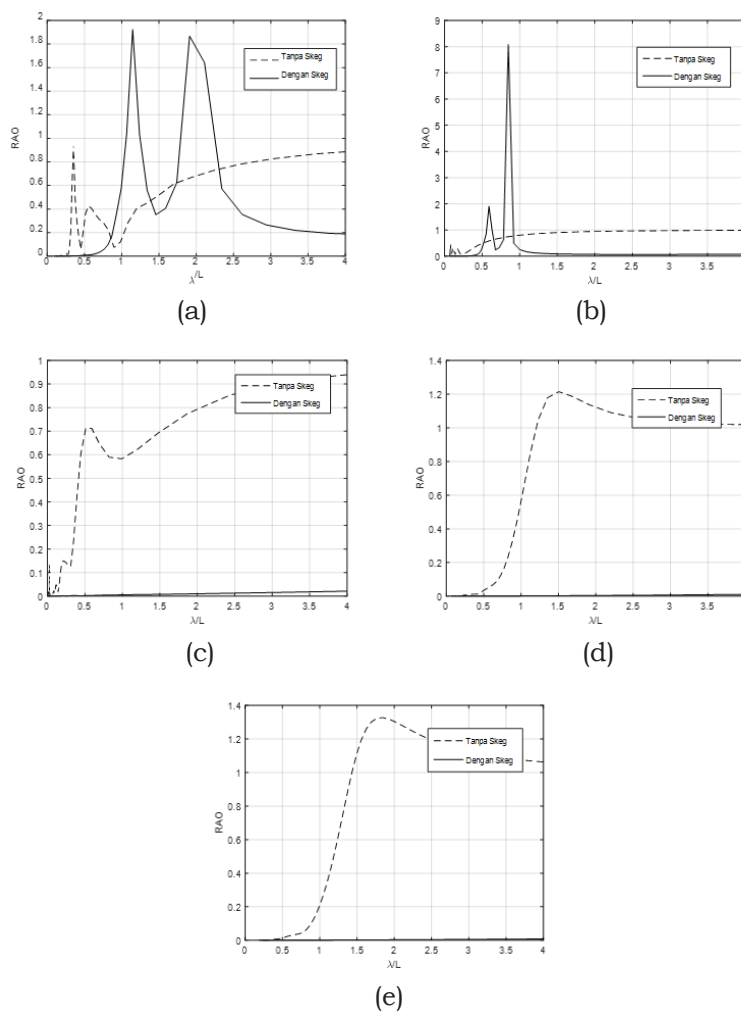 2
1.8
1.6
1.4
1.2
1
0.8
0.6
0.4
0.2
0
RAO
Tanpa Skeg
Dengan Skeg
0 0.5 1 1.5 2 2.5 3 3.5 4
λ/L
(a)
9
8
7
6
5
4
3
2
1
0
RAO
Tanpa Skeg
Dengan Skeg
0 0.5 1 1.5 2 2.5 3 3.5
λ/L
(b)
1
0.9
0.8
0.7
0.6
0.5
0.4
0.3
0.2
0.1
0
RAO
Tanpa Skeg
Dengan Skeg
0 0.5 1 1.5 2 2.5 3 3.5 4
λ/L
(c)
1.4
1.2
1
0.8
0.6
0.4
0.2
0
RAO
Tanpa Skeg
Dengan Skeg
0 0.5 1 1.5 2 2.5 3 3.5
λ/L
(d)
1.4
1.2
1
0.8
0.6
0.4
0.2
0
RAO
Tanpa Skeg
Dengan Skeg
0 0.5 1 1.5 2 2.5 3 3.5 4
λ/L
(e)